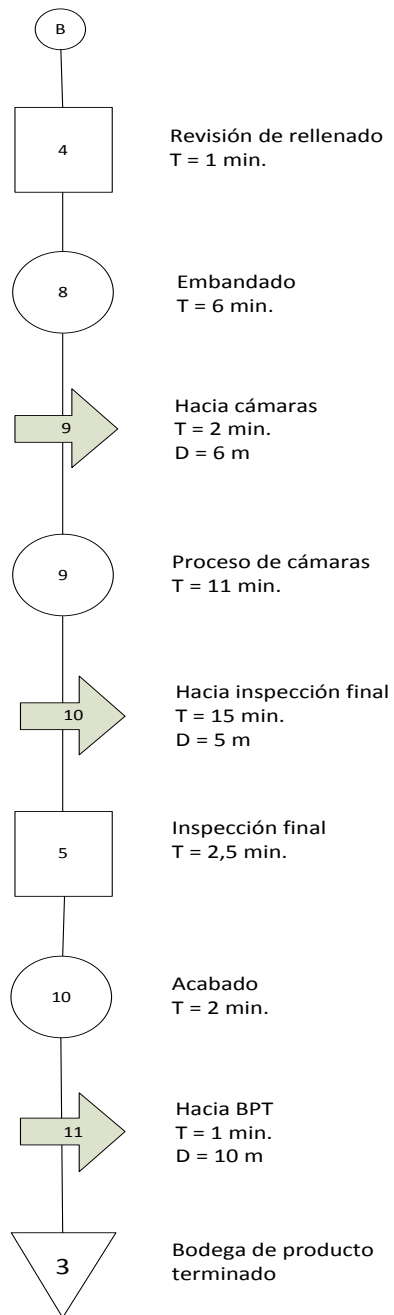 B
4
Revisión de rellenado
T = 1 min.
8
Embandado
T = 6 min.
9
Hacia cámaras
T = 2 min.
D = 6 m
9
Proceso de cámaras
T = 11 min.
10
Hacia inspección final
T = 15 min.
D = 5 m
5
Inspección final
T = 2,5 min.
10
Acabado
T = 2 min.
11
Hacia BPT
T = 1 min.
D = 10 m
3
Bodega de producto
terminado